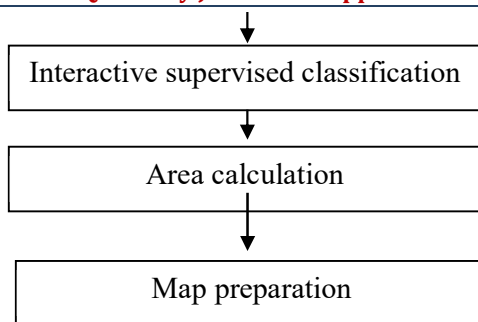 Interactive supervised classification
Area calculation
Map preparation